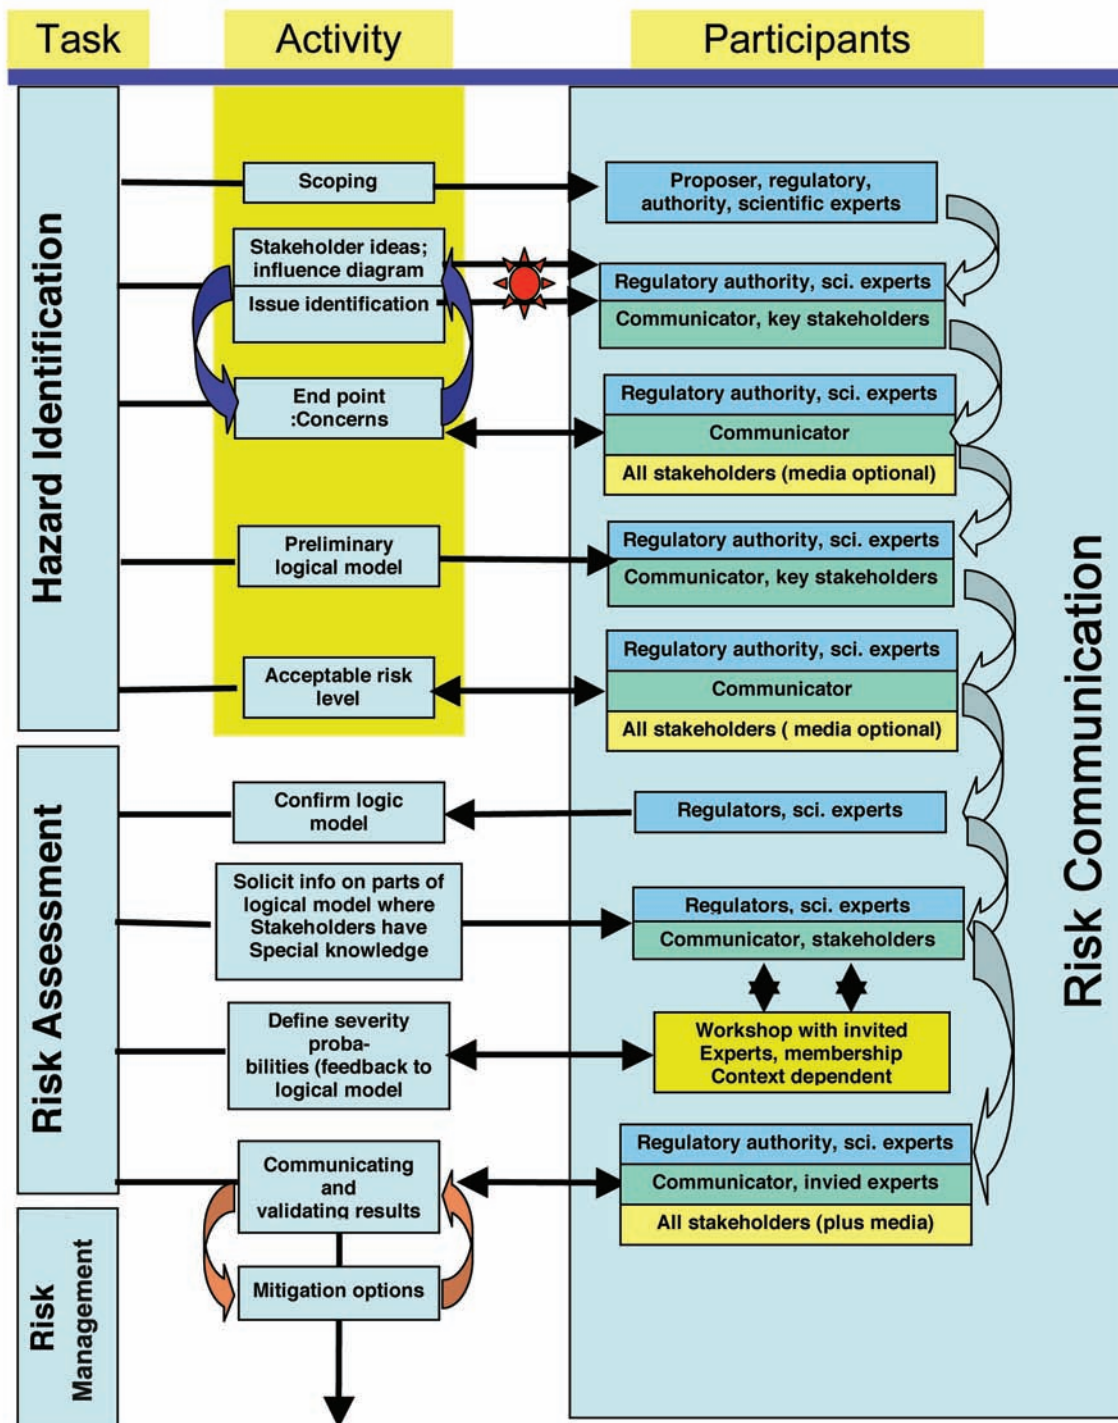 Task
Activity
Participants
Hazard Identification
Scoping
Proposer, regulatory,
authority, scientific experts
Stakeholder ideas;
influence diagram
Issue identification
Regulatory authority, sci. experts
Communicator, key stakeholders
End point
:Concerns
Regulatory authority, sci. experts
Communicator
All stakeholders (media optional)
Preliminary
logical model
Regulatory authority, sci. experts
Communicator, key stakeholders
Acceptable risk
level
Regulatory authority, sci. experts
Communicator
All stakeholders ( media optional)
Risk Assessment
Confirm logic
model
Regulators, sci. experts
Solicit info on parts of
logical model where
Stakeholders have
Special knowledge
Regulators, sci. experts
Communicator, stakeholders
Define severity
proba-
bilities (feedback to
logical model
Workshop with invited
Experts, membership
Context dependent
Communicating
and
validating results
Regulatory authority, sci. experts
Communicator, invied experts
All stakeholders (plus media)
Risk
Management
Mitigation options
Risk Communication